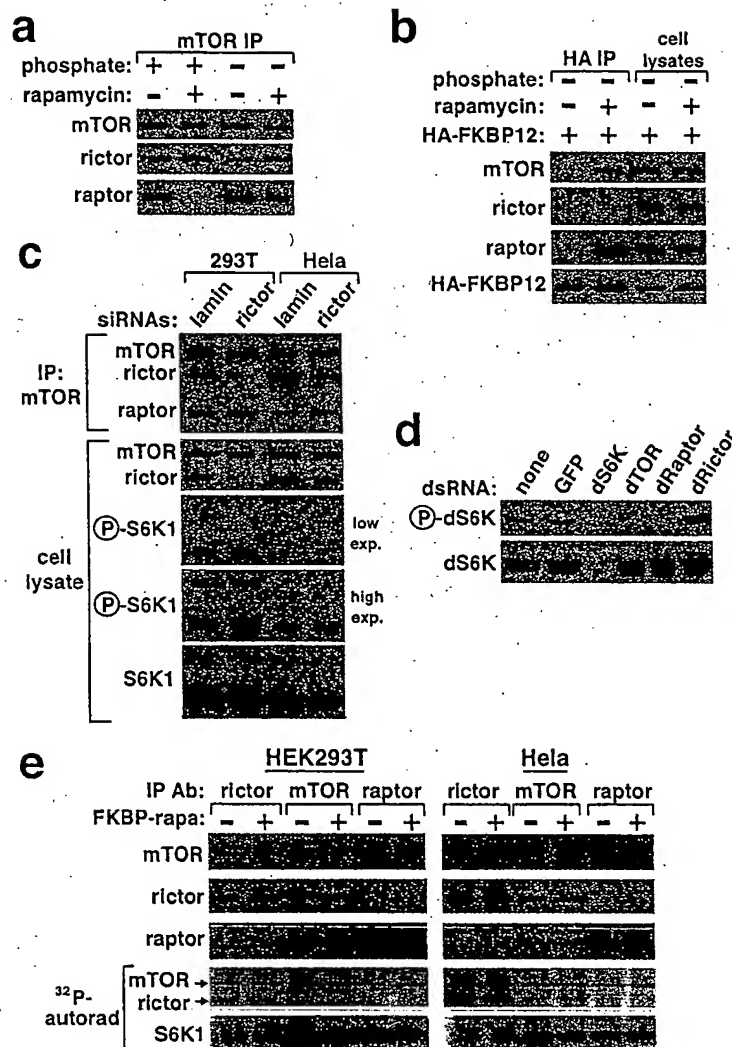 a
mTOR IP
phosphate: + + - -
rapamycin: - + - +
mTOR
rictor
raptor
b
HA IP cell lysates
phosphate: - - - -
rapamycin: - + - +
HA-FKBP12: + + + +
mTOR
rictor
raptor
HA-FKBP12
c
293T Hela
siRNAs: lamin rictor lamin rictor
IP: mTOR
mTOR
rictor
raptor
cell lysate
mTOR
rictor
P-S6K1 low exp.
P-S6K1 high exp.
S6K1
d
dsRNA: none GFP dS6K dTOR dRaptor dRictor
P-dS6K
dS6K
e
HEK293T Hela
IP Ab: rictor mTOR raptor rictor mTOR raptor
FKBP-rapa: - + - + - + - + - + - +
mTOR
rictor
raptor
32P-autorad
mTOR
rictor
S6K1